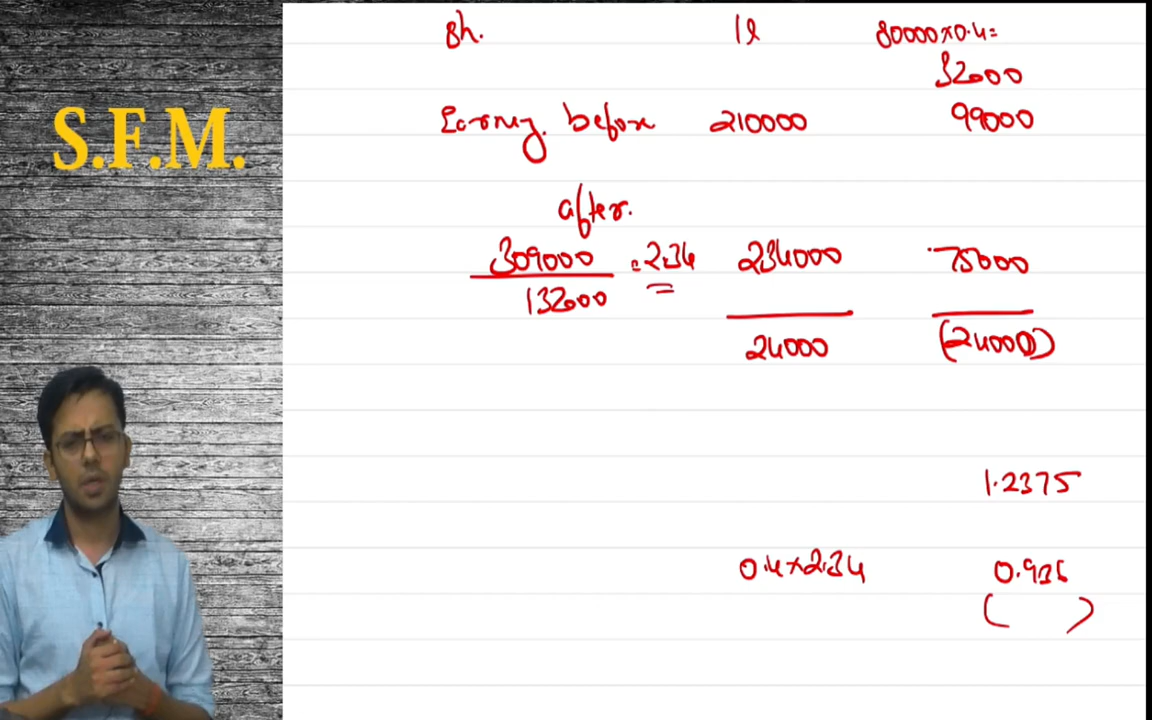 S.F.M.
Sh. 1l 80000×0.4=
32000
Earning. before 210000 99000
after.
309000 = 2.34 234000 75000
132000
24000 (24000)
1.2375
0.4×2.34 0.936
( )